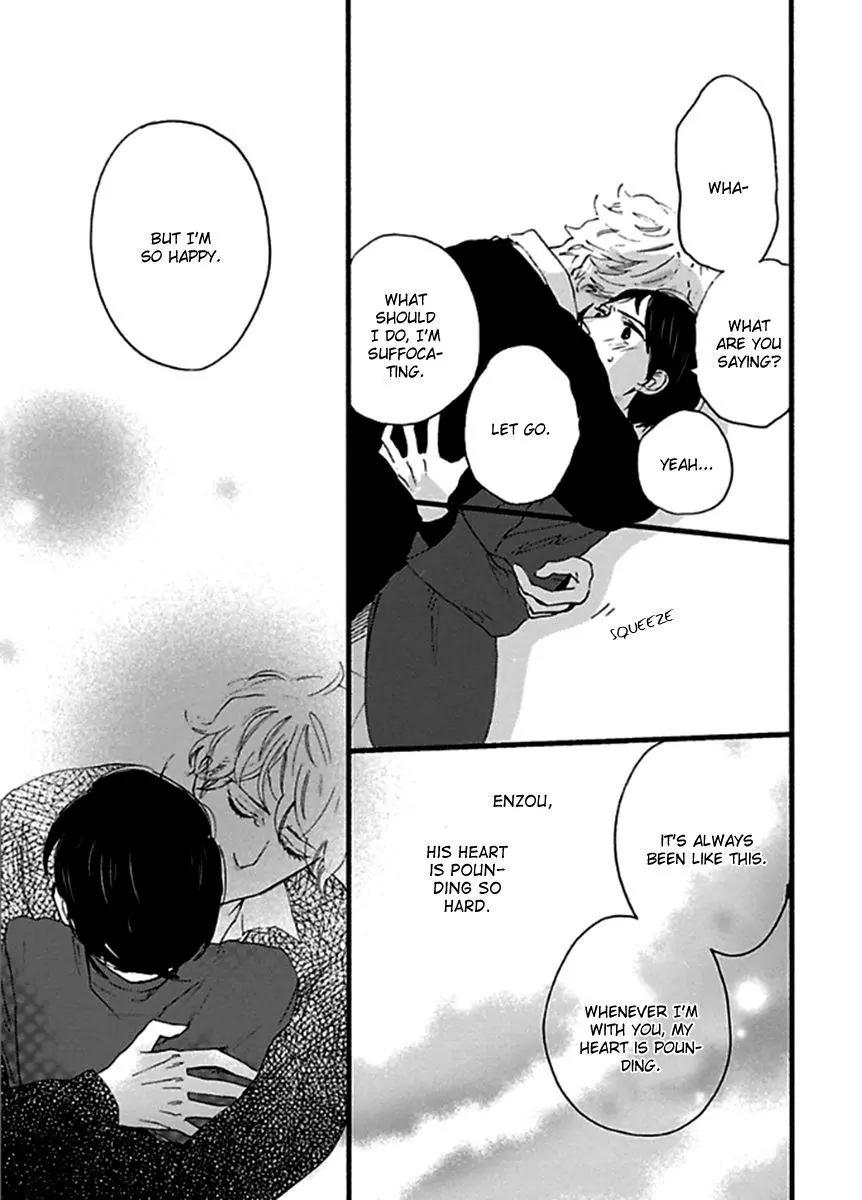 WHA-
WHAT
ARE YOU
SAYING?
WHAT
SHOULD
I DO, I'M
SUFFOCA-
TING.
LET GO.
YEAH...
SQUEEZE
IT'S ALWAYS
BEEN LIKE THIS.
WHENEVER I'M
WITH YOU, MY
HEART IS POUN-
DING.
ENZOU,
HIS HEART
IS POUN-
DING SO
HARD.
BUT I'M
SO HAPPY.